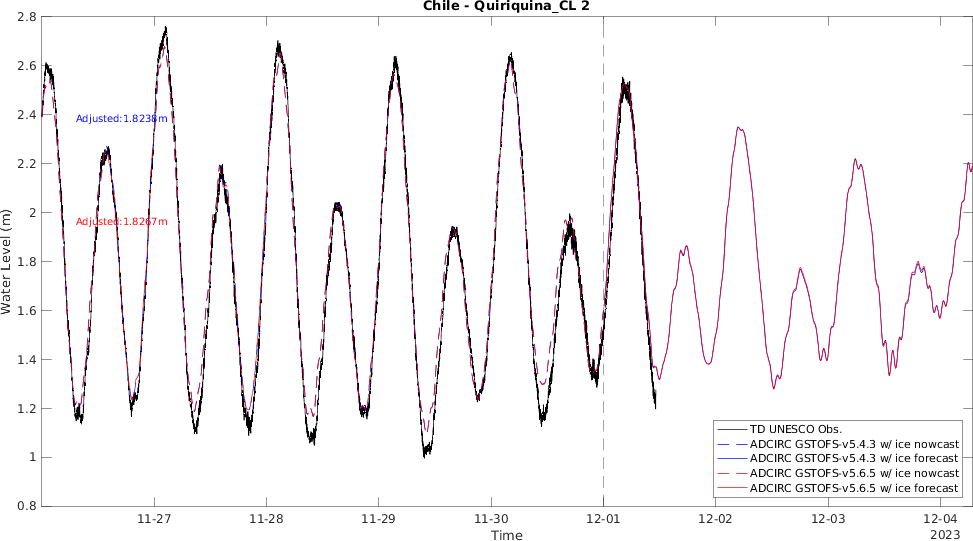 Chile - Quiriquina_CL 2
2.8
2.6
2.4
2.2
2
1.8
1.6
1.4
1.2
1
0.8
Water Level (m)
Adjusted:1.8238m
Adjusted:1.8267m
TD UNESCO Obs.
ADCIRC GSTOFS-v5.4.3 w/ ice nowcast
ADCIRC GSTOFS-v5.4.3 w/ ice forecast
ADCIRC GSTOFS-v5.6.5 w/ ice nowcast
ADCIRC GSTOFS-v5.6.5 w/ ice forecast
11-27 11-28 11-29 11-30 12-01 12-02 12-03 12-04
Time
2023